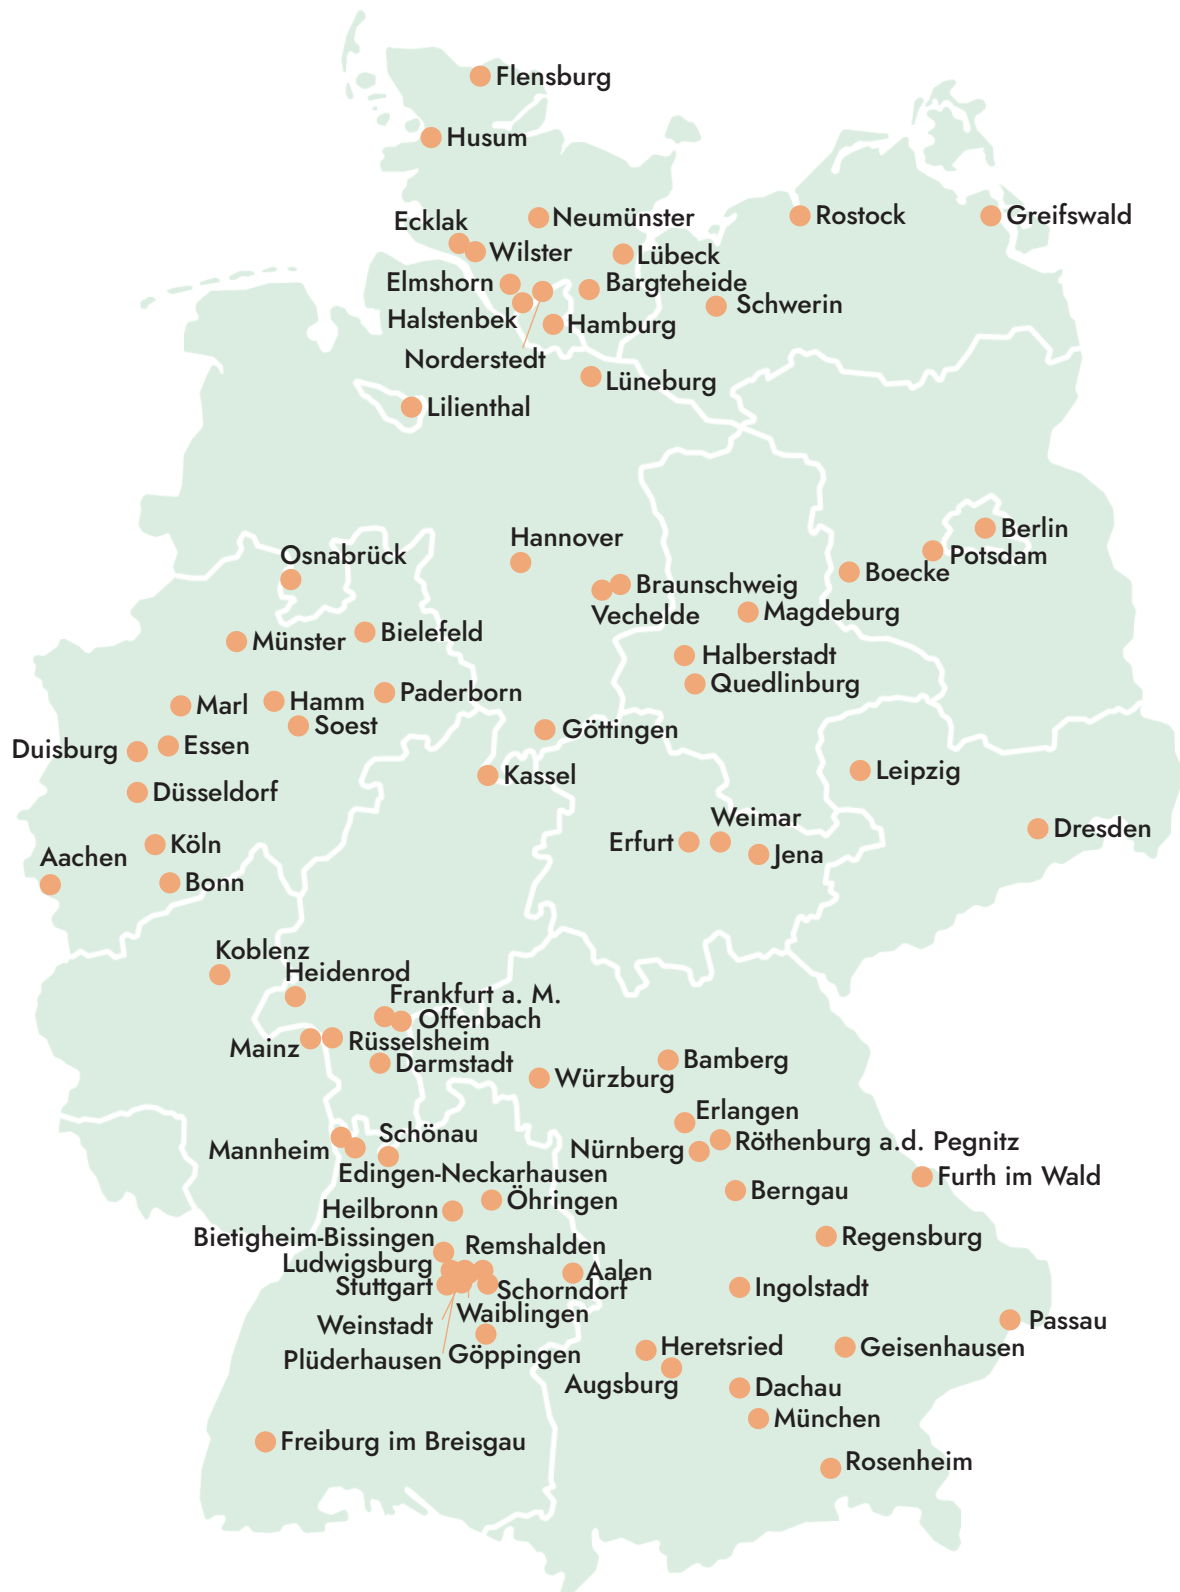 Flensburg
Husum
Neumünster
Rostock
Greifswald
Ecklak
Wilster
Lübeck
Elmshorn
Bargteheide
Schwerin
Halstenbek
Hamburg
Norderstedt
Lüneburg
Lilienthal
Berlin
Hannover
Potsdam
Osnabrück
Boecke
Braunschweig
Vechelde
Magdeburg
Bielefeld
Münster
Halberstadt
Quedlinburg
Paderborn
Hamm
Marl
Soest
Göttingen
Essen
Duisburg
Kassel
Leipzig
Düsseldorf
Weimar
Dresden
Erfurt
Köln
Jena
Aachen
Bonn
Koblenz
Heidenrod
Frankfurt a. M.
Offenbach
Rüsselsheim
Mainz
Darmstadt
Bamberg
Würzburg
Erlangen
Schönau
Röthenburg a.d. Pegnitz
Mannheim
Nürnberg
Edingen-Neckarhausen
Furth im Wald
Berngau
Öhringen
Heilbronn
Bietigheim-Bissingen
Regensburg
Remshalden
Ludwigsburg
Aalen
Stuttgart
Schorndorf
Ingolstadt
Waiblingen
Passau
Weinstadt
Heretsried
Geisenhausen
Göppingen
Plüderhausen
Augsburg
Dachau
München
Freiburg im Breisgau
Rosenheim